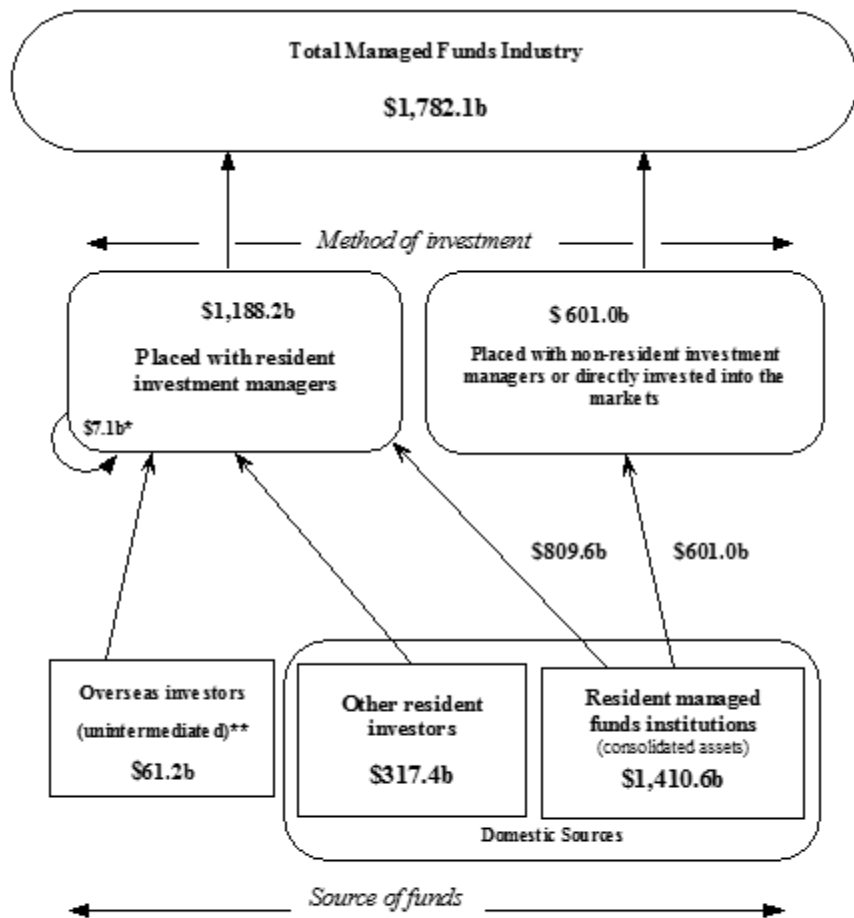 Total Managed Funds Industry
$1,782.1b
Method of investment
$1,188.2b
Placed with resident
investment managers
$7.1b*
$ 601.0b
Placed with non-resident investment
managers or directly invested into the
markets
$809.6b
$601.0b
Overseas investors
(unintermediated)**
$61.2b
Other resident
investors
$317.4b
Resident managed
funds institutions
(consolidated assets)
$1,410.6b
Domestic Sources
Source of funds